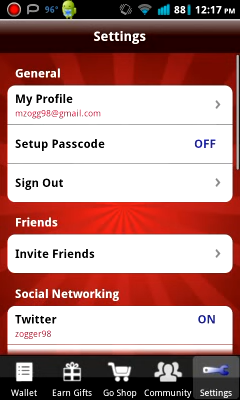 96° 88 12:17 PM
Settings
General
My Profile
mzogg98@gmail.com
Setup Passcode OFF
Sign Out
Friends
Invite Friends
Social Networking
Twitter ON
zogger98
Wallet Earn Gifts Go Shop Community Settings